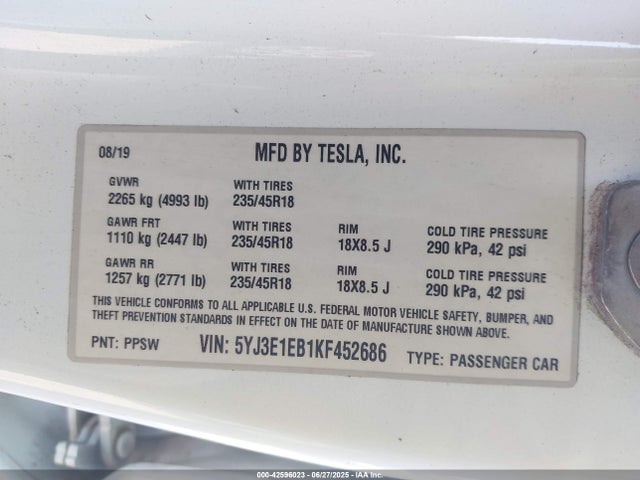 08/19 MFD BY TESLA, INC.
GVWR WITH TIRES
2265 kg (4993 lb) 235/45R18
GAWR FRT WITH TIRES RIM COLD TIRE PRESSURE
1110 kg (2447 lb) 235/45R18 18X8.5 J 290 kPa, 42 psi
GAWR RR WITH TIRES RIM COLD TIRE PRESSURE
1257 kg (2771 lb) 235/45R18 18X8.5 J 290 kPa, 42 psi
THIS VEHICLE CONFORMS TO ALL APPLICABLE U.S. FEDERAL MOTOR VEHICLE SAFETY, BUMPER, AND
THEFT PREVENTION STANDARDS IN EFFECT ON THE DATE OF MANUFACTURE SHOWN ABOVE.
PNT: PPSW VIN: 5YJ3E1EB1KF452686 TYPE: PASSENGER CAR
000-42596023 - 06/27/2025 - IAAI.COM